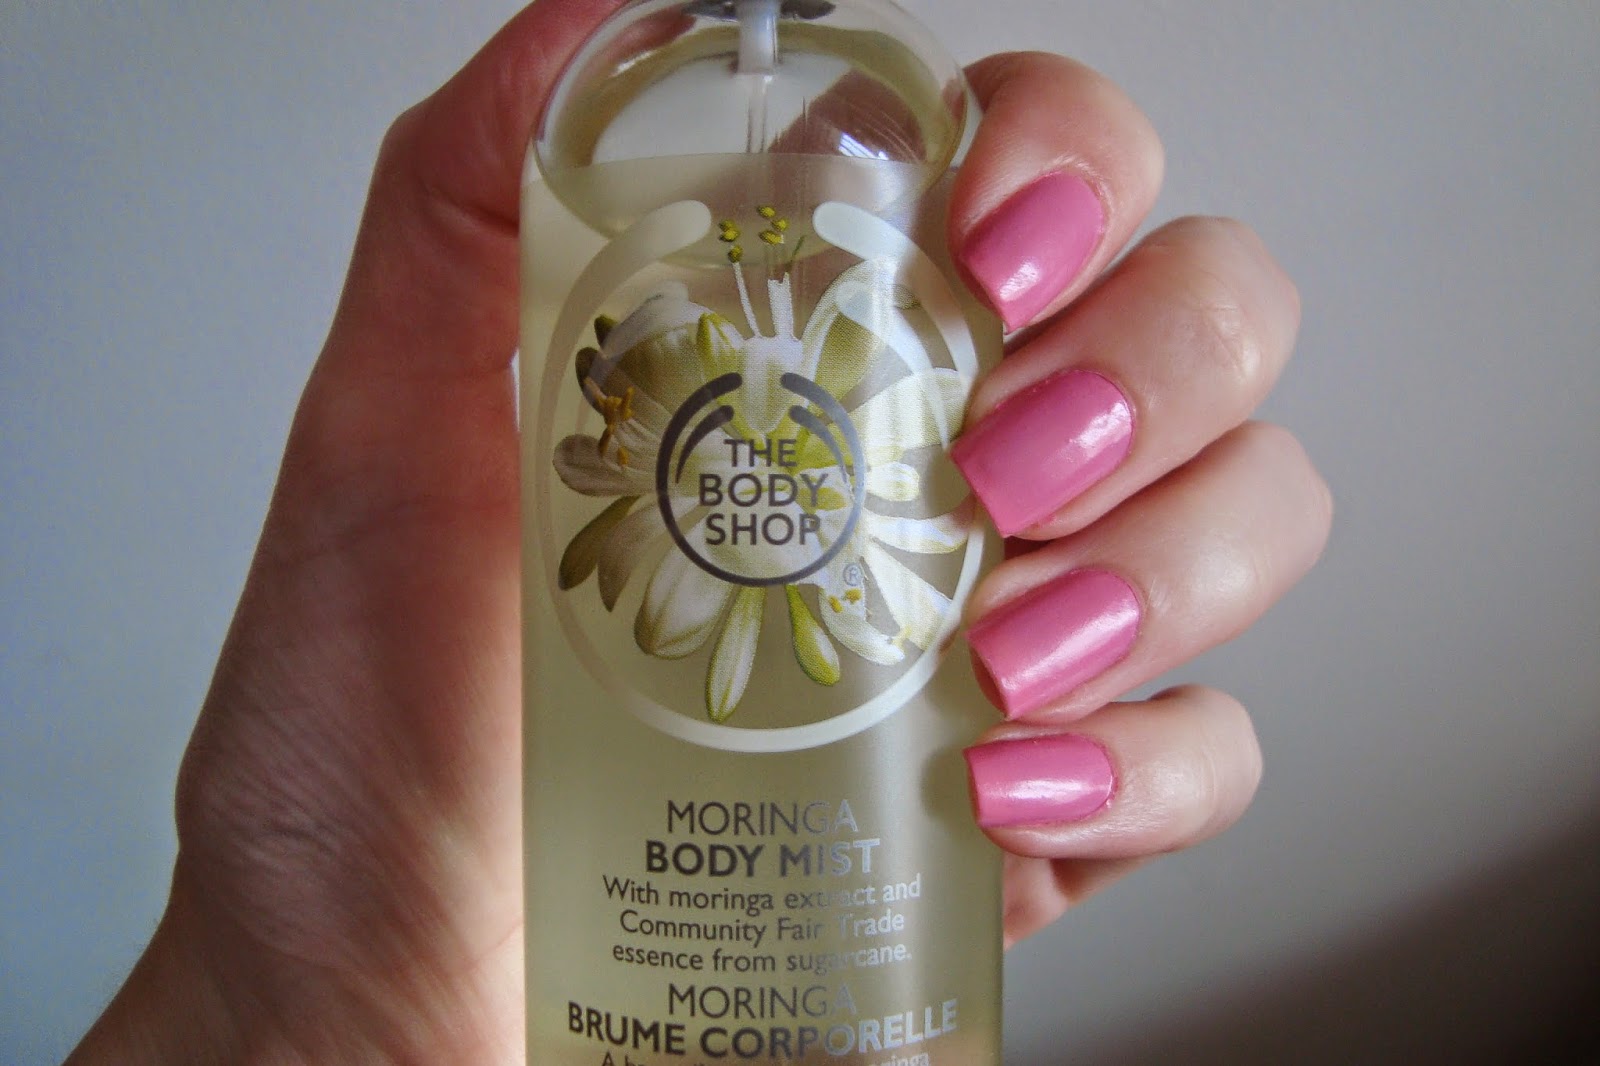 THE
BODY
SHOP
®
MORINGA
BODY MIST
With moringa extract and
Community Fair Trade
essence from sugarcane.
MORINGA
BRUME CORPORELLE